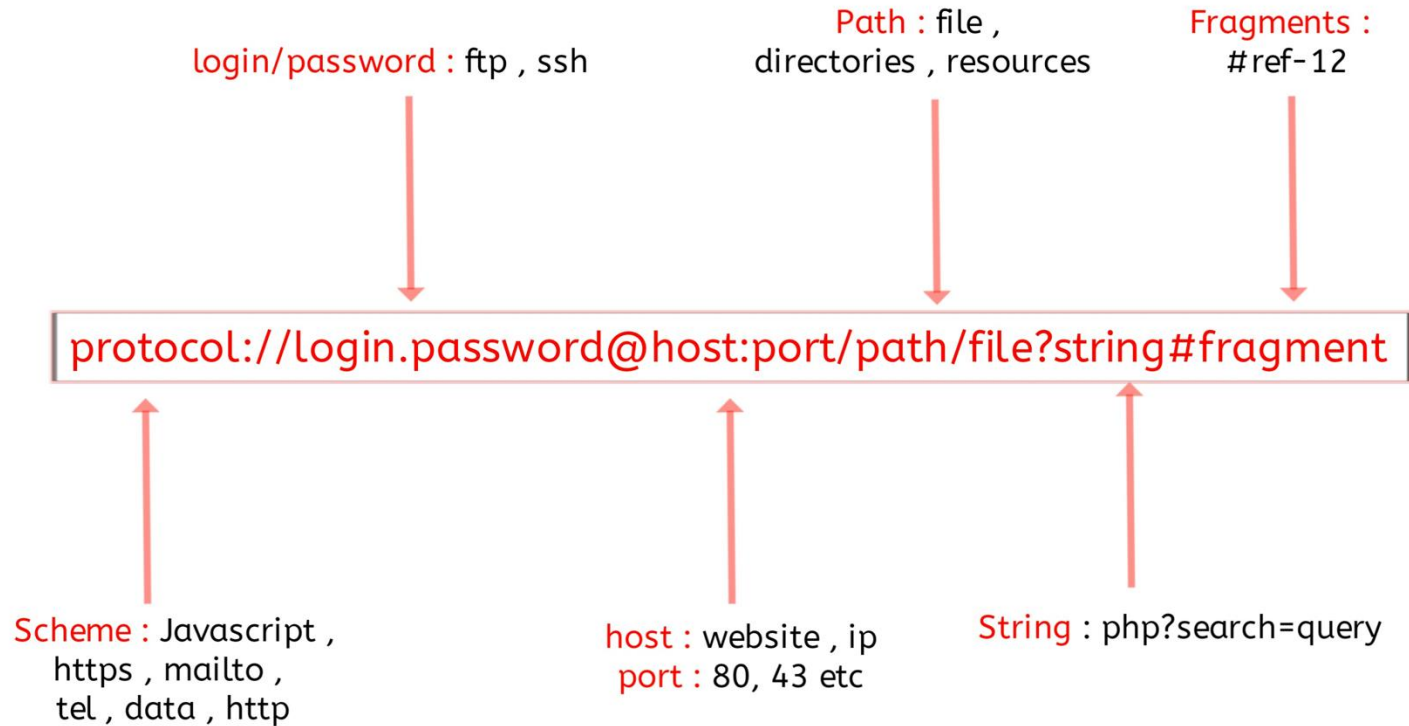 login/password : ftp , ssh
Path : file ,
directories , resources
Fragments :
#ref-12
protocol://login.password@host:port/path/file?string#fragment
Scheme : Javascript ,
https , mailto ,
tel , data , http
host : website , ip
port : 80, 43 etc
String : php?search=query